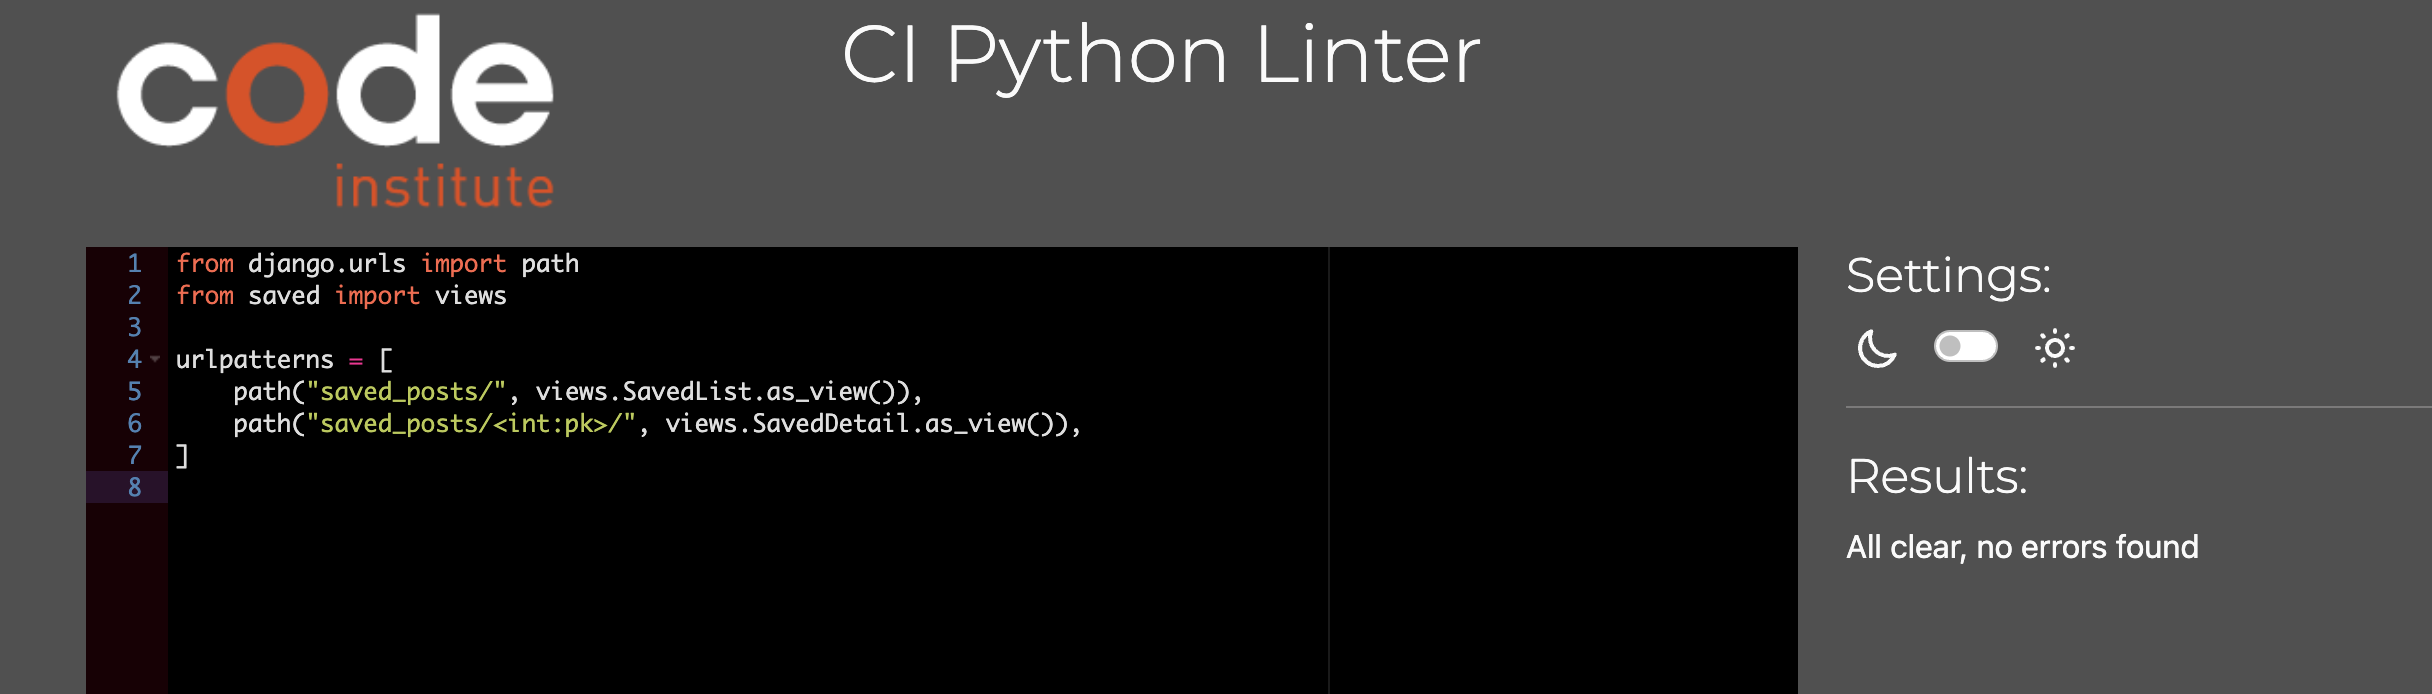 code
institute
CI Python Linter
1 from django.urls import path
2 from saved import views
3
4 urlpatterns = [
5     path("saved_posts/", views.SavedList.as_view()),
6     path("saved_posts/<int:pk>/", views.SavedDetail.as_view()),
7 ]
8
Settings:
Results:
All clear, no errors found